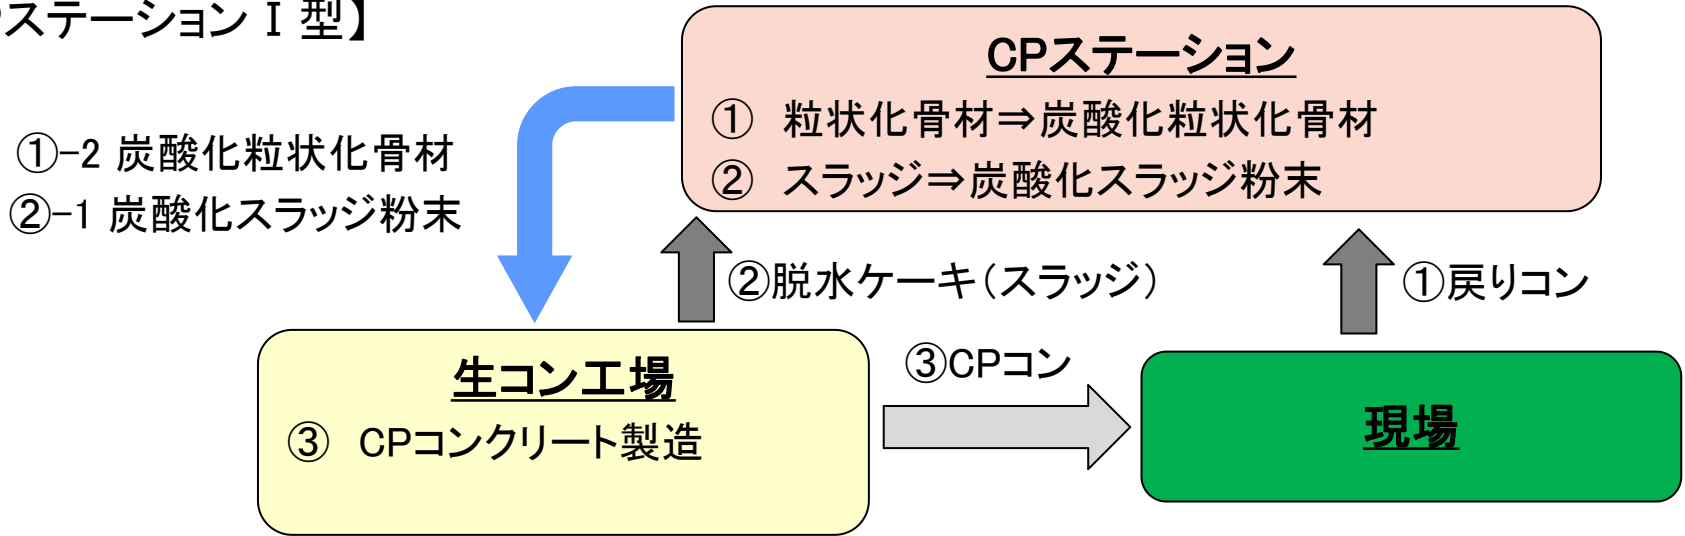 ステーションⅠ型】
CPステーション
① 粒状化骨材⇒炭酸化粒状化骨材
② スラッジ⇒炭酸化スラッジ粉末
①-2 炭酸化粒状化骨材
②-1 炭酸化スラッジ粉末
②脱水ケーキ(スラッジ)
①戻りコン
生コン工場
③ CPコンクリート製造
③CPコン
現場